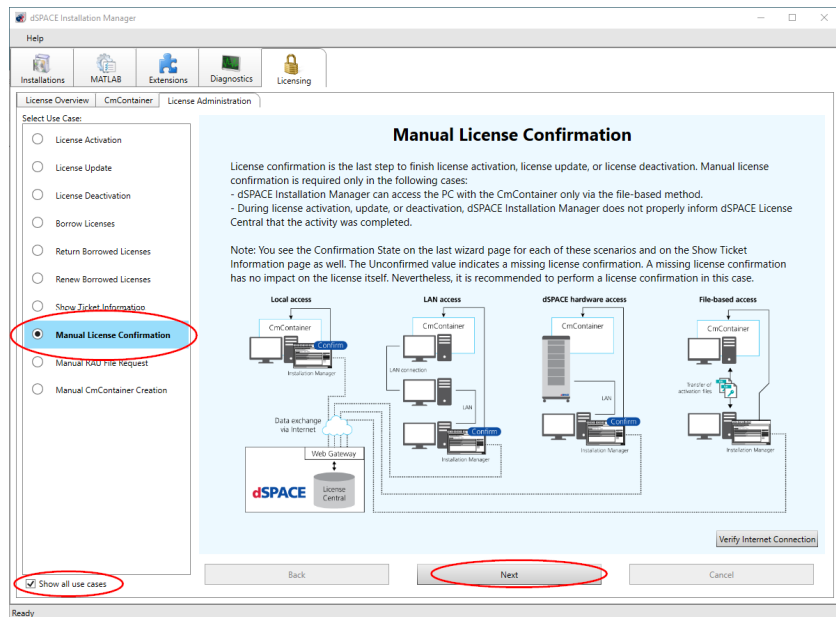 dSPACE Installation Manager
Help
Installations
MATLAB
Extensions
Diagnostics
Licensing
License Overview
CmContainer
License Administration
Select Use Case:
License Activation
License Update
License Deactivation
Borrow Licenses
Return Borrowed Licenses
Renew Borrowed Licenses
Show Ticket Information
Manual License Confirmation
Manual RAU File Request
Manual CmContainer Creation
Show all use cases
Manual License Confirmation
License confirmation is the last step to finish license activation, license update, or license deactivation. Manual license
confirmation is required only in the following cases:
- dSPACE Installation Manager can access the PC with the CmContainer only via the file-based method.
- During license activation, update, or deactivation, dSPACE Installation Manager does not properly inform dSPACE License
Central that the activity was completed.
Note: You see the Confirmation State on the last wizard page for each of these scenarios and on the Show Ticket
Information page as well. The Unconfirmed value indicates a missing license confirmation. A missing license confirmation
has no impact on the license itself. Nevertheless, it is recommended to perform a license confirmation in this case.
Local access
CmContainer
Confirm
Installation Manager
LAN access
CmContainer
LAN connection
LAN
Confirm
Installation Manager
dSPACE hardware access
CmContainer
LAN
Confirm
Installation Manager
File-based access
CmContainer
Transfer of
activation files
Installation Manager
Data exchange
via Internet
Web Gateway
dSPACE
License
Central
Verify Internet Connection
Back
Next
Cancel
Ready